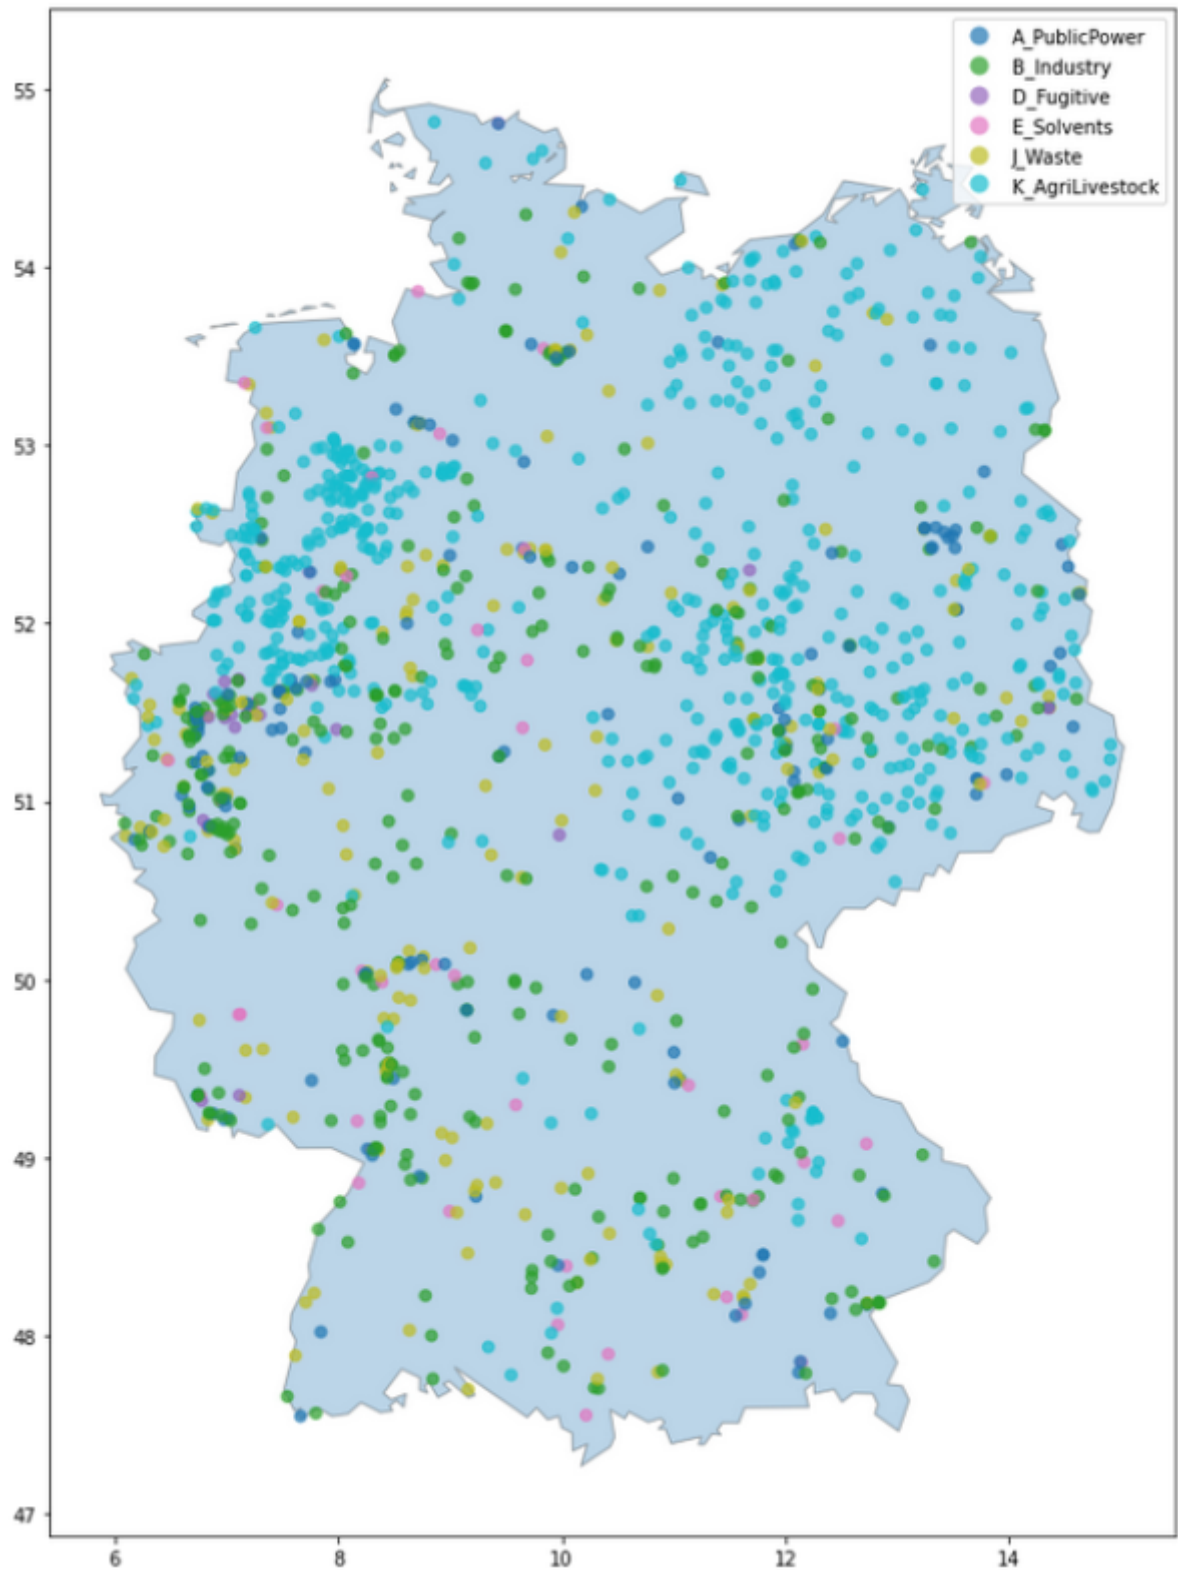 A_PublicPower
B_Industry
D_Fugitive
E_Solvents
J_Waste
K_AgriLivestock
55
54
53
52
51
50
49
48
47
6 8 10 12 14